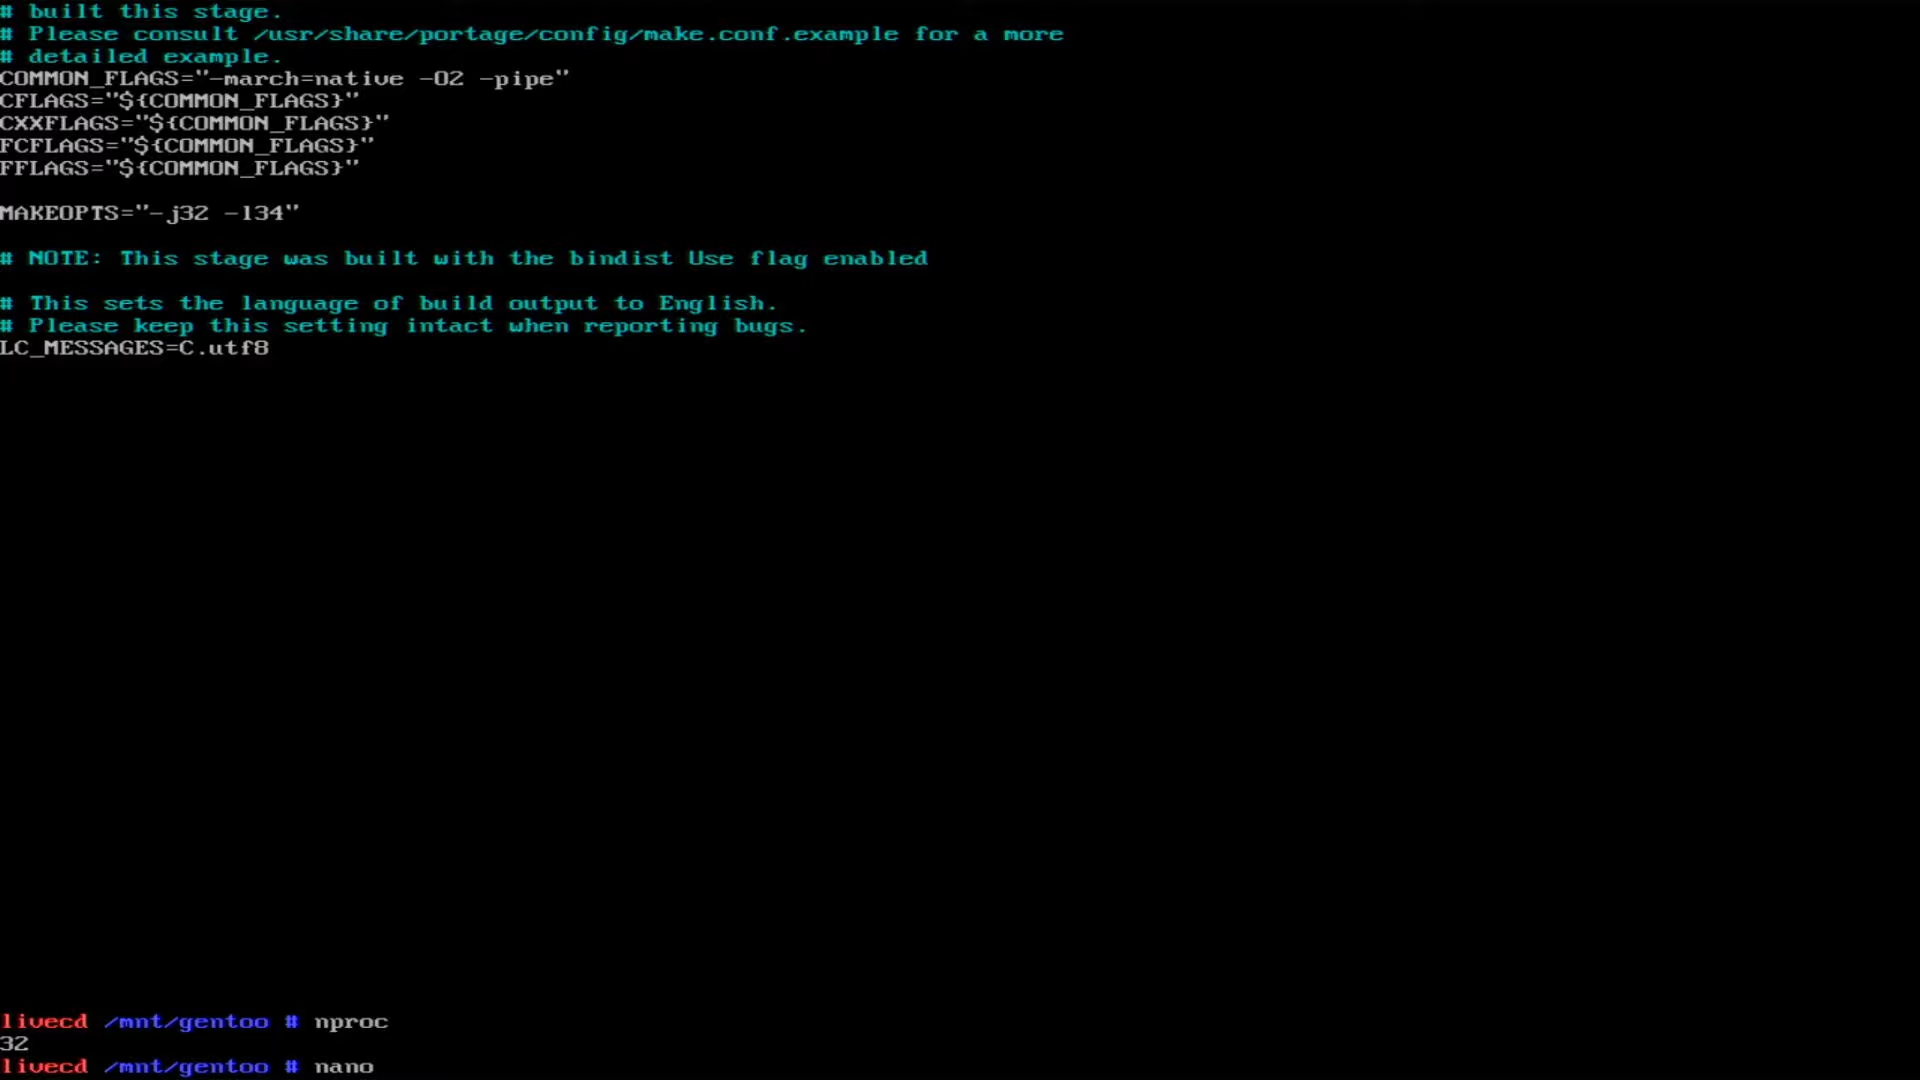 # built this stage.
# Please consult /usr/share/portage/config/make.conf.example for a more
# detailed example.
COMMON_FLAGS="-march=native -O2 -pipe"
CFLAGS="${COMMON_FLAGS}"
CXXFLAGS="${COMMON_FLAGS}"
FCFLAGS="${COMMON_FLAGS}"
FFLAGS="${COMMON_FLAGS}"
MAKEOPTS="-j32 -l34"
# NOTE: This stage was built with the bindist Use flag enabled
# This sets the language of build output to English.
# Please keep this setting intact when reporting bugs.
LC_MESSAGES=C.utf8
livecd /mnt/gentoo # nproc
32
livecd /mnt/gentoo # nano